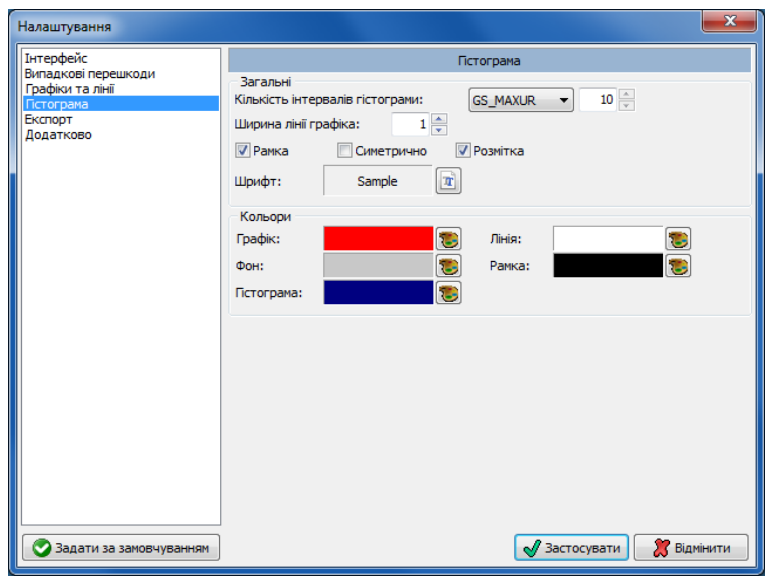 Налаштування
Інтерфейс
Випадкові перешкоди
Графіки та лінії
Гістограма
Експорт
Додатково
Гістограма
Загальні
Кількість інтервалів гістограми: GS_MAXUR 10
Ширина лінії графіка: 1
Рамка Симетрично Розмітка
Шрифт: Sample
Кольори
Графік: Лінія:
Фон: Рамка:
Гістограма:
Задати за замовчуванням Застосувати Відмінити